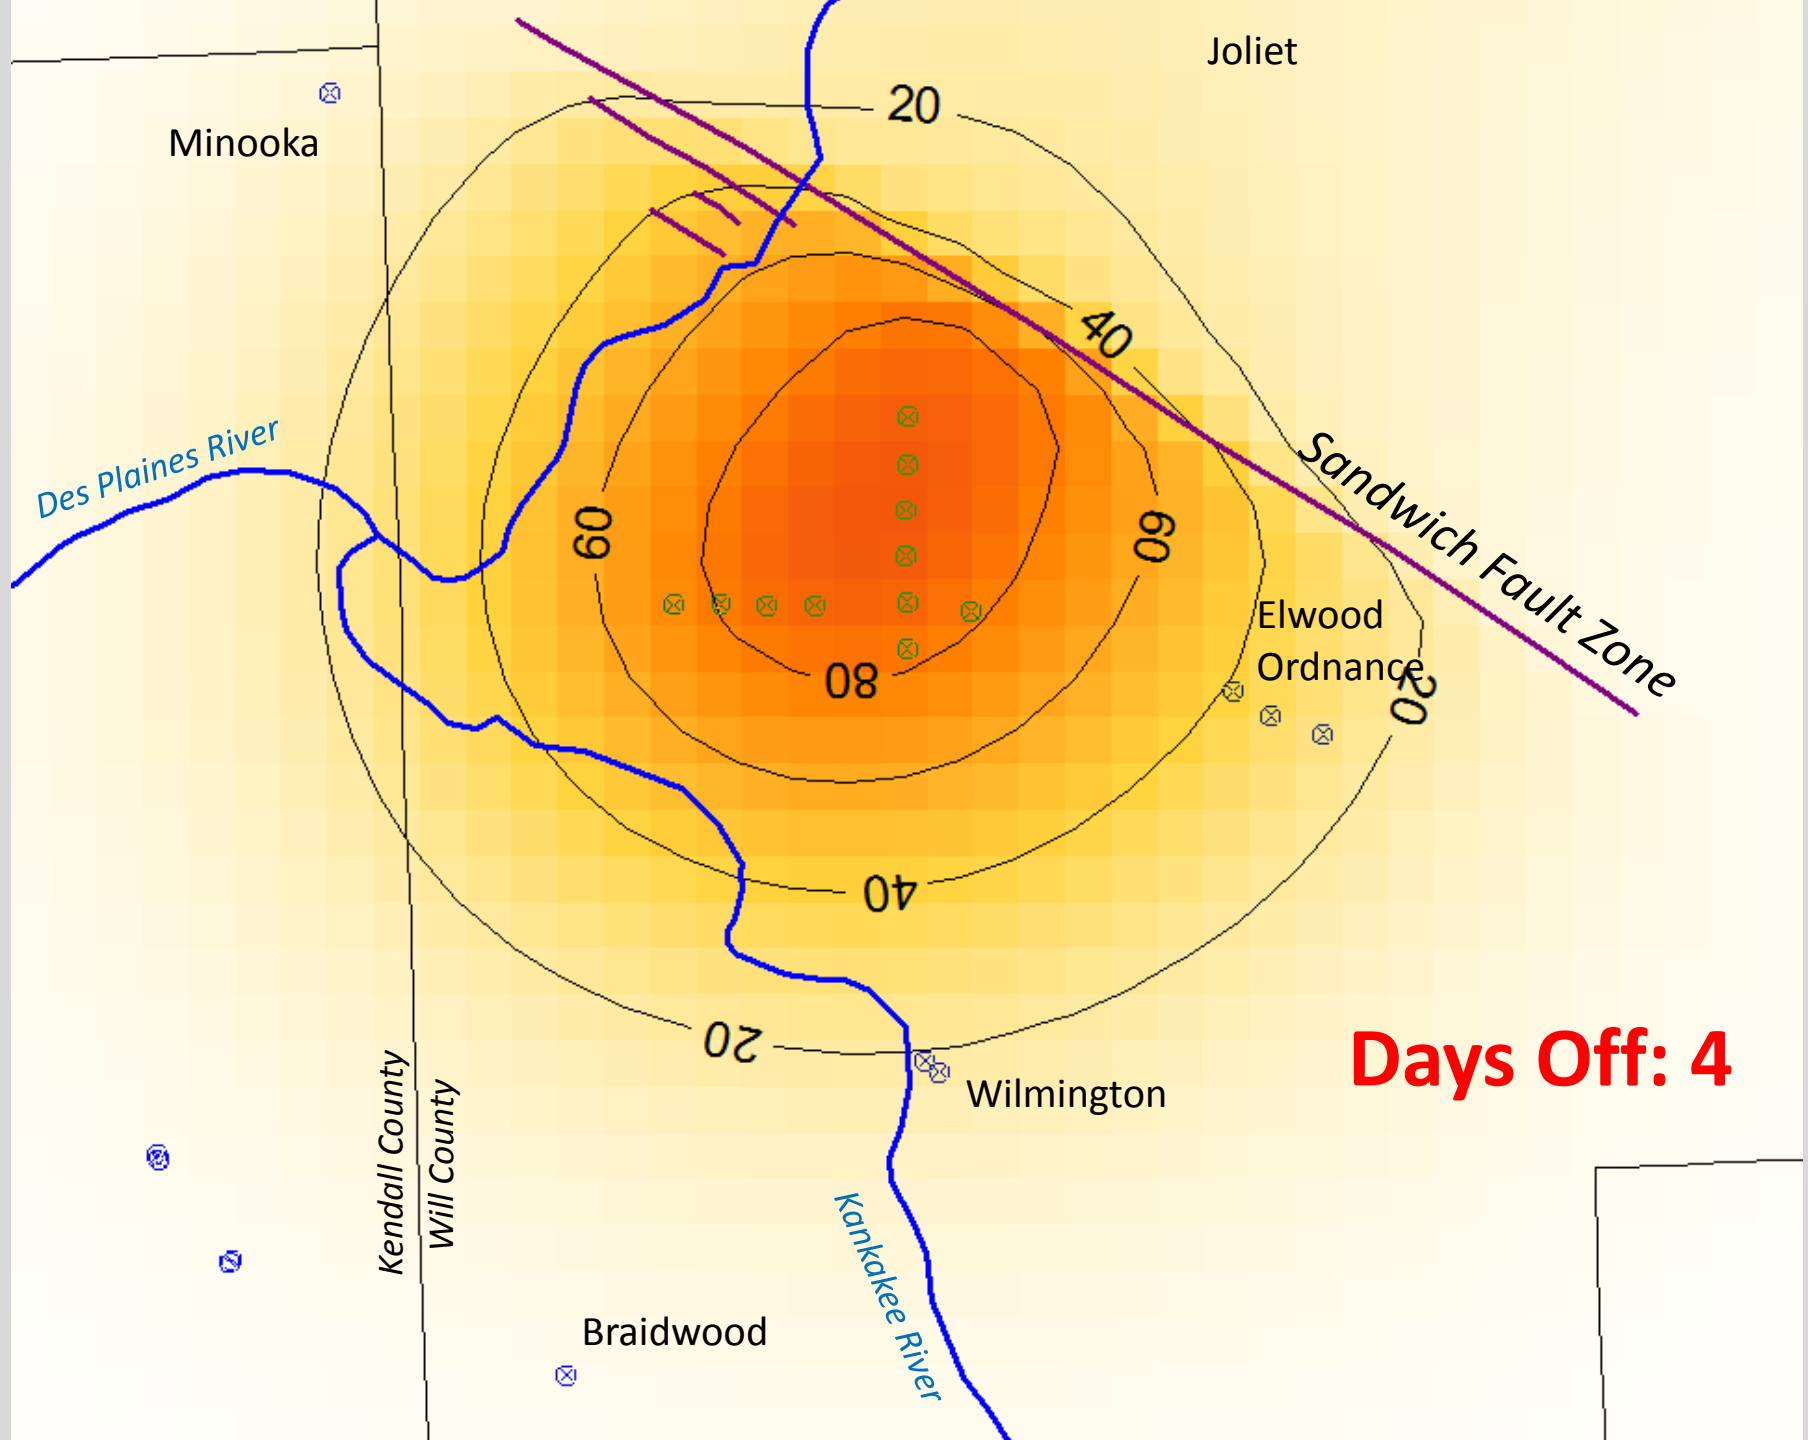 Joliet
20
Minooka
40
Des Plaines River
Sandwich Fault Zone
60
60
Elwood
Ordnance
80
20
40
20
Days Off: 4
Wilmington
Kendall County
Will County
Kankakee River
Braidwood